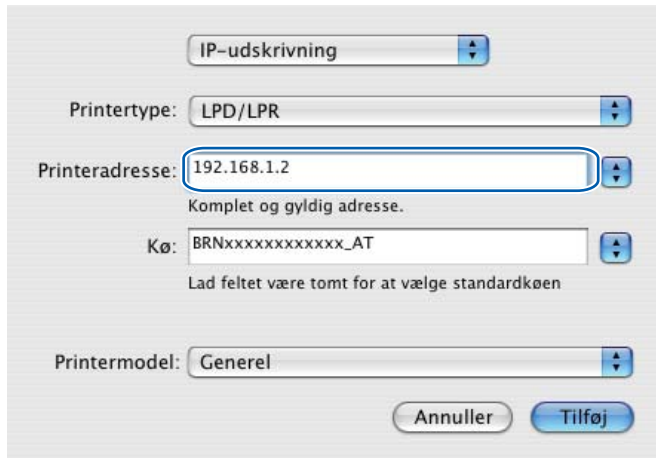 IP-udskrivning
Printertype: LPD/LPR
Printeradresse: 192.168.1.2
Komplet og gyldig adresse.
Kø: BRNxxxxxxxxxxxx_AT
Lad feltet være tomt for at vælge standardkøen
Printermodel: Generel
Annuller Tilføj